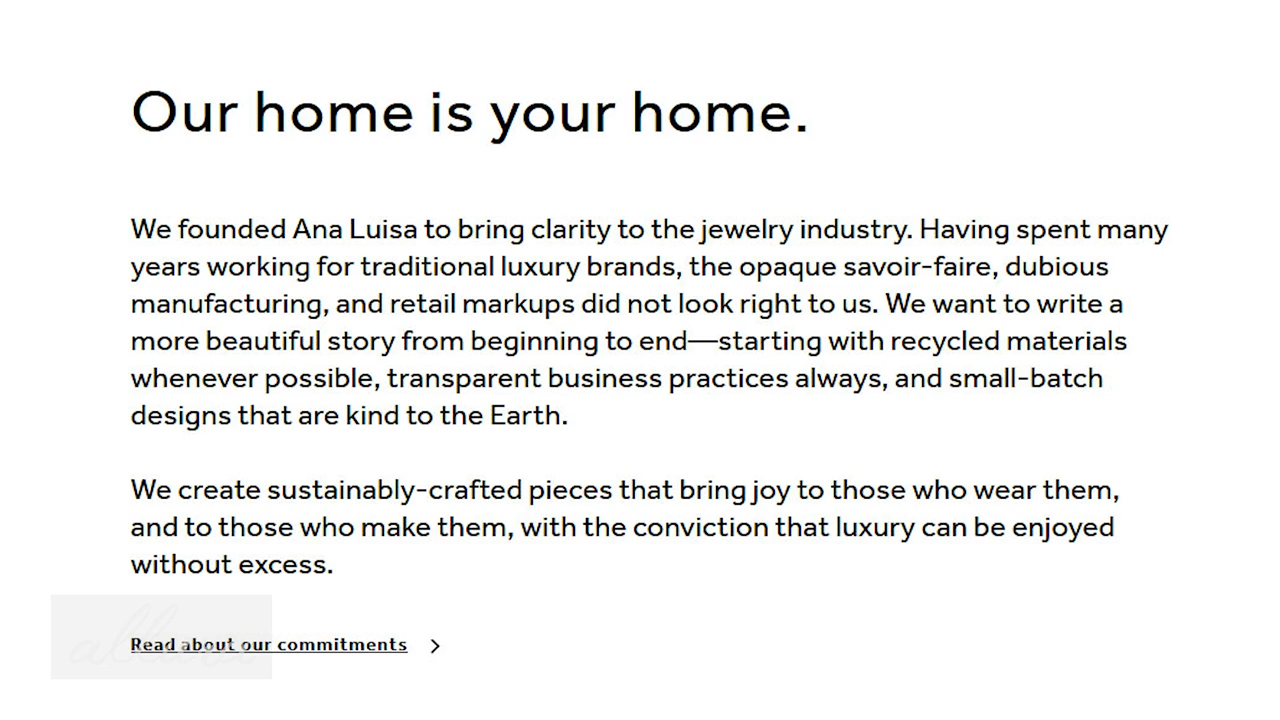 Our home is your home.
We founded Ana Luisa to bring clarity to the jewelry industry. Having spent many
years working for traditional luxury brands, the opaque savoir-faire, dubious
manufacturing, and retail markups did not look right to us. We want to write a
more beautiful story from beginning to end—starting with recycled materials
whenever possible, transparent business practices always, and small-batch
designs that are kind to the Earth.
We create sustainably-crafted pieces that bring joy to those who wear them,
and to those who make them, with the conviction that luxury can be enjoyed
without excess.
Read about our commitments